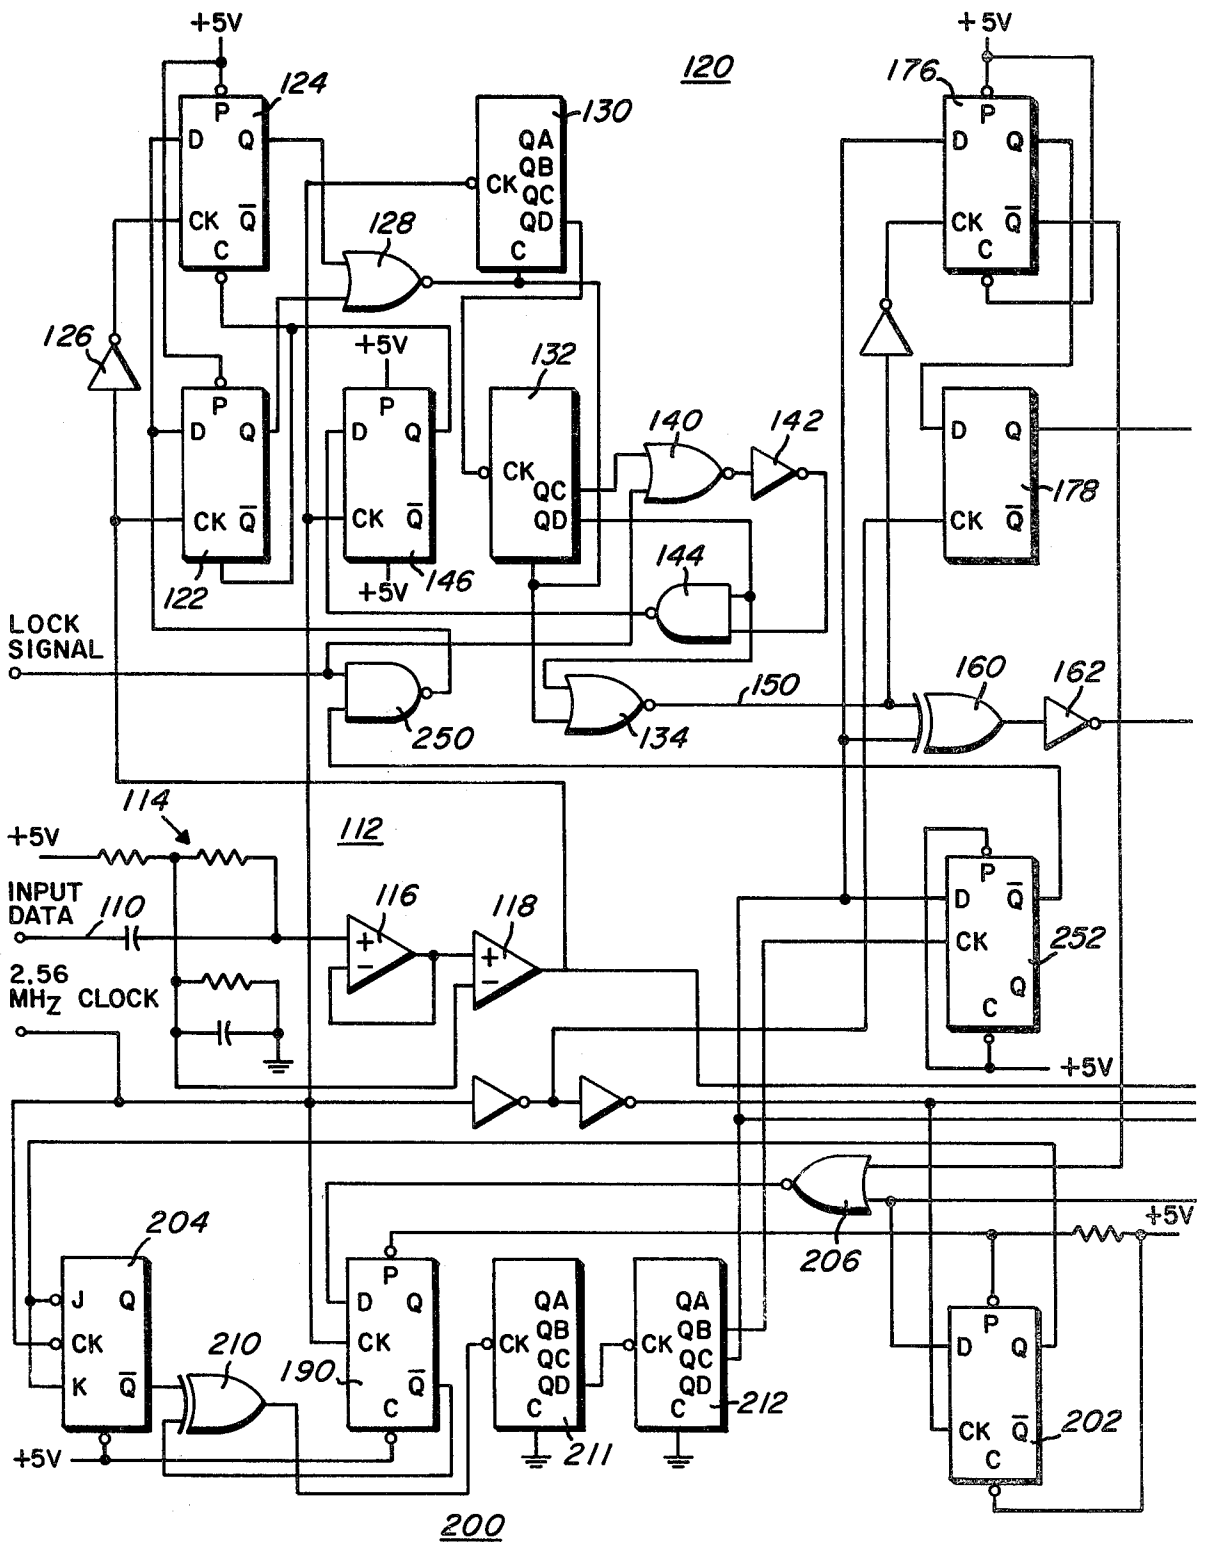 +5V
+5V
120
124
176
130
P
D Q
CK Q̅
C
QA
QB
CK QC
QD
C
P
D Q
CK Q̅
C
128
126
+5V
132
P
D Q
CK Q̅
122
P
D Q
CK Q̅
146
+5V
CK
QC
QD
140
142
144
D Q
CK Q̅
178
LOCK
SIGNAL
250
134
150
160
162
114
+5V
112
INPUT
DATA
110
116
+
−
118
+
−
2.56
MHZ CLOCK
P
D Q̅
CK
252
Q
C
+5V
206
+5V
204
J Q
CK
K Q̅
+5V
210
P
D Q
CK
190
Q̅
C
QA
QB
CK QC
QD
C
211
QA
QB
CK QC
QD
C
212
P
D Q
CK Q̅
C
202
200